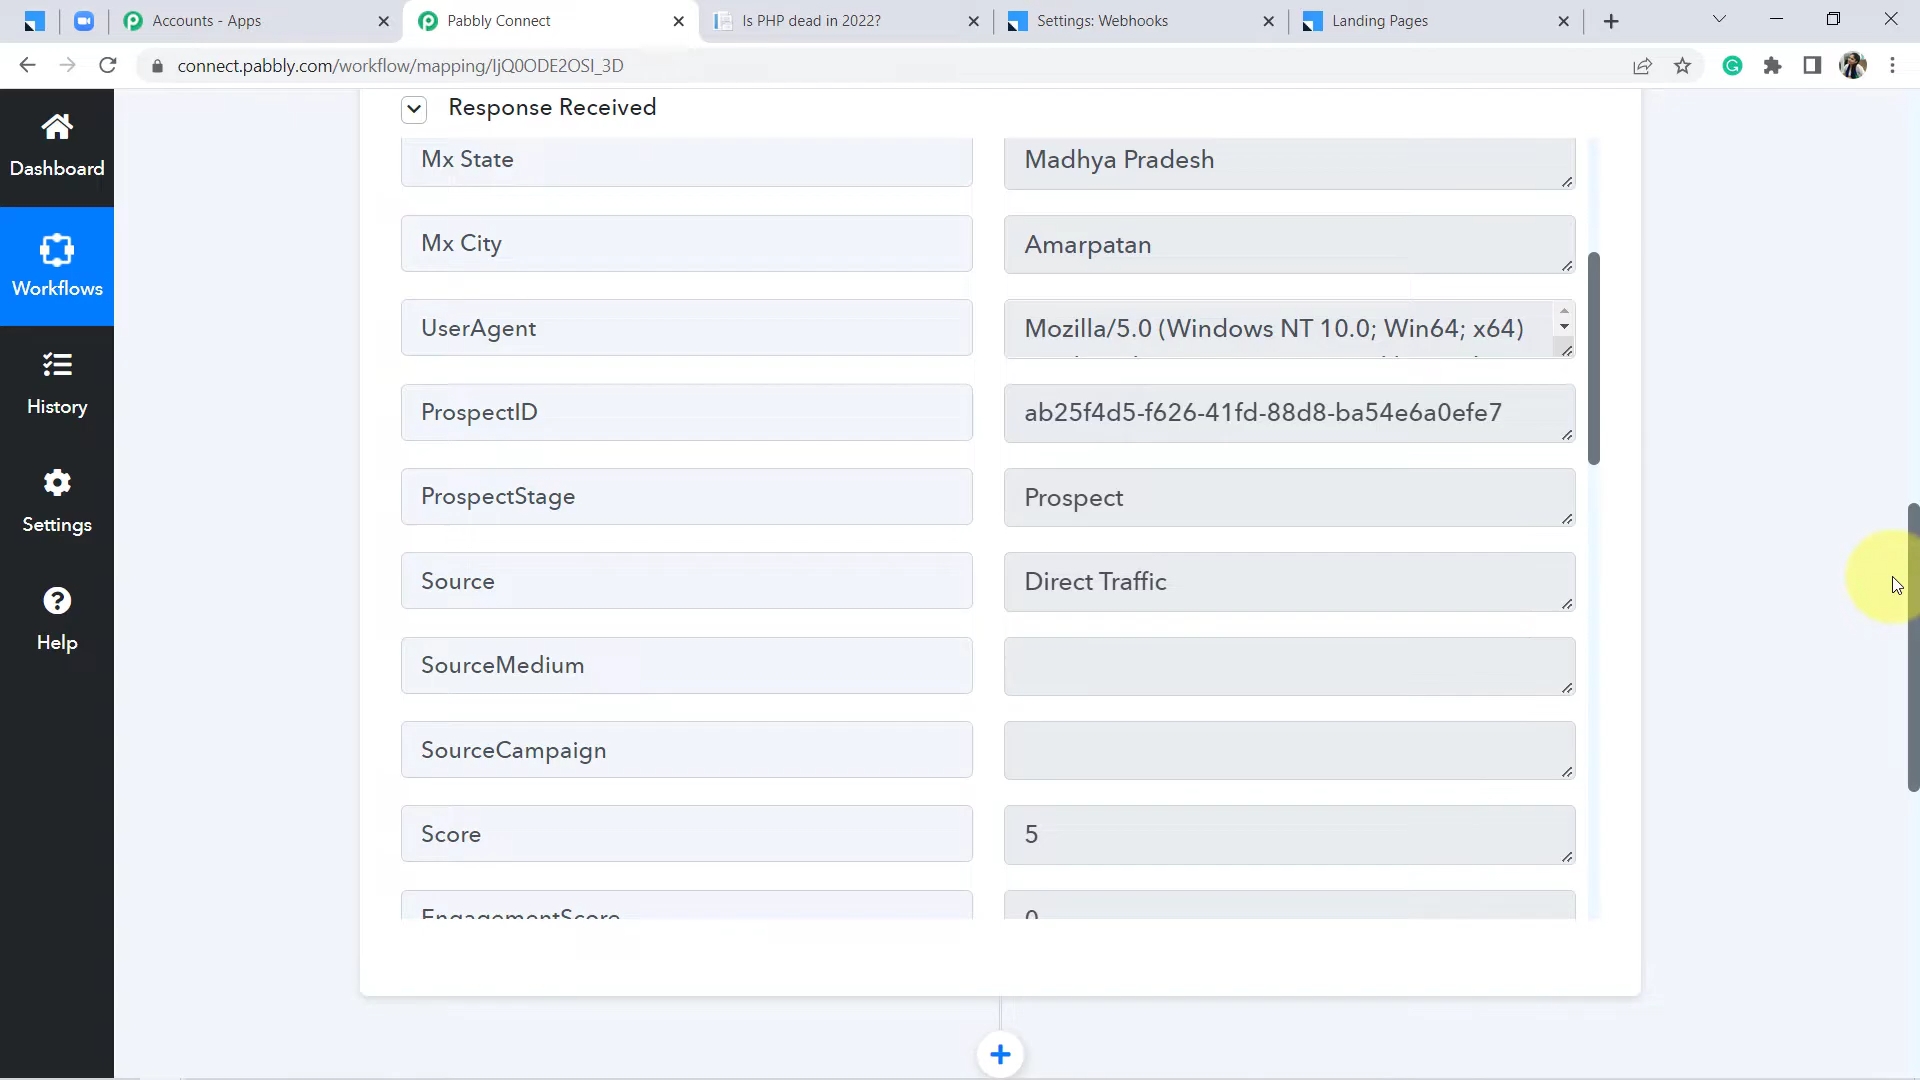 Accounts - Apps
Pabbly Connect
Is PHP dead in 2022?
Settings: Webhooks
Landing Pages
connect.pabbly.com/workflow/mapping/IjQ0ODE2OSI_3D
Dashboard
Workflows
History
Settings
Help
Response Received
Mx State
Madhya Pradesh
Mx City
Amarpatan
UserAgent
Mozilla/5.0 (Windows NT 10.0; Win64; x64)
ProspectID
ab25f4d5-f626-41fd-88d8-ba54e6a0efe7
ProspectStage
Prospect
Source
Direct Traffic
SourceMedium
SourceCampaign
Score
5
EngagementScore
0